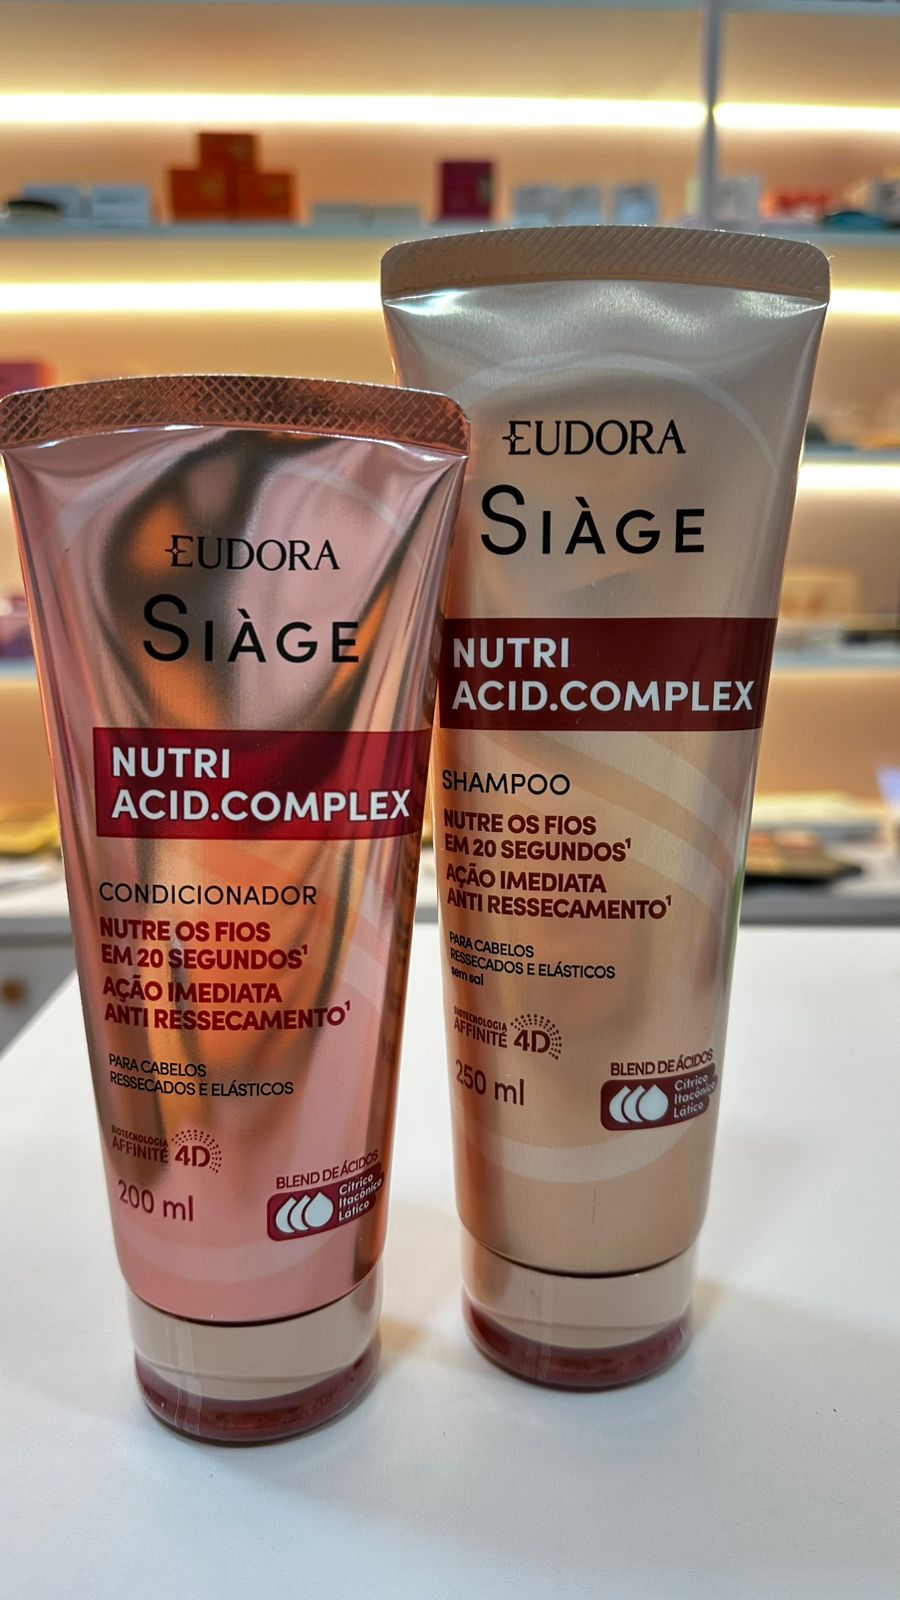 EUDORA
SIÀGE
NUTRI
ACID.COMPLEX
CONDICIONADOR
NUTRE OS FIOS
EM 20 SEGUNDOS¹
AÇÃO IMEDIATA
ANTI RESSECAMENTO¹
PARA CABELOS
RESSECADOS E ELÁSTICOS
BIOTECNOLOGIA
AFFINITÉ 4D
200 ml
BLEND DE ÁCIDOS
Cítrico
Itacônico
Lático
EUDORA
SIÀGE
NUTRI
ACID.COMPLEX
SHAMPOO
NUTRE OS FIOS
EM 20 SEGUNDOS¹
AÇÃO IMEDIATA
ANTI RESSECAMENTO¹
PARA CABELOS
RESSECADOS E ELÁSTICOS
sem sal
BIOTECNOLOGIA
AFFINITÉ 4D
250 ml
BLEND DE ÁCIDOS
Cítrico
Itacônico
Lático